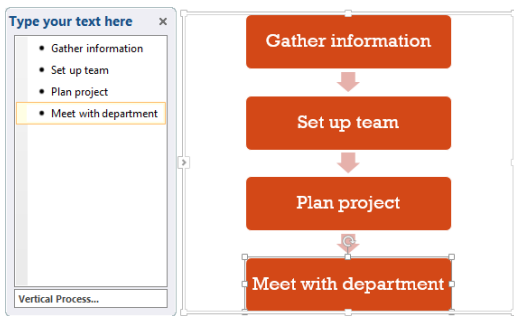 Type your text here
Gather information
Set up team
Plan project
Meet with department
Vertical Process...
Gather information
Set up team
Plan project
Meet with department